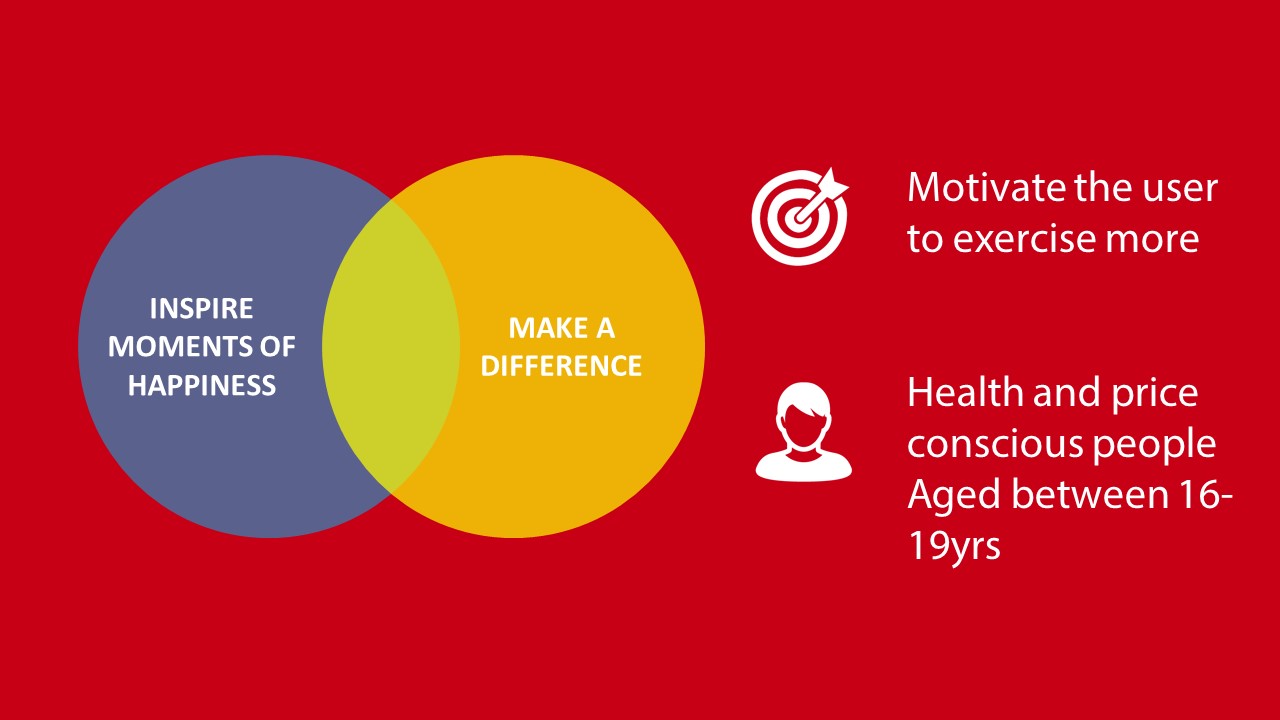 INSPIRE
MOMENTS OF
HAPPINESS
MAKE A
DIFFERENCE
Motivate the user
to exercise more
Health and price
conscious people
Aged between 16-
19yrs